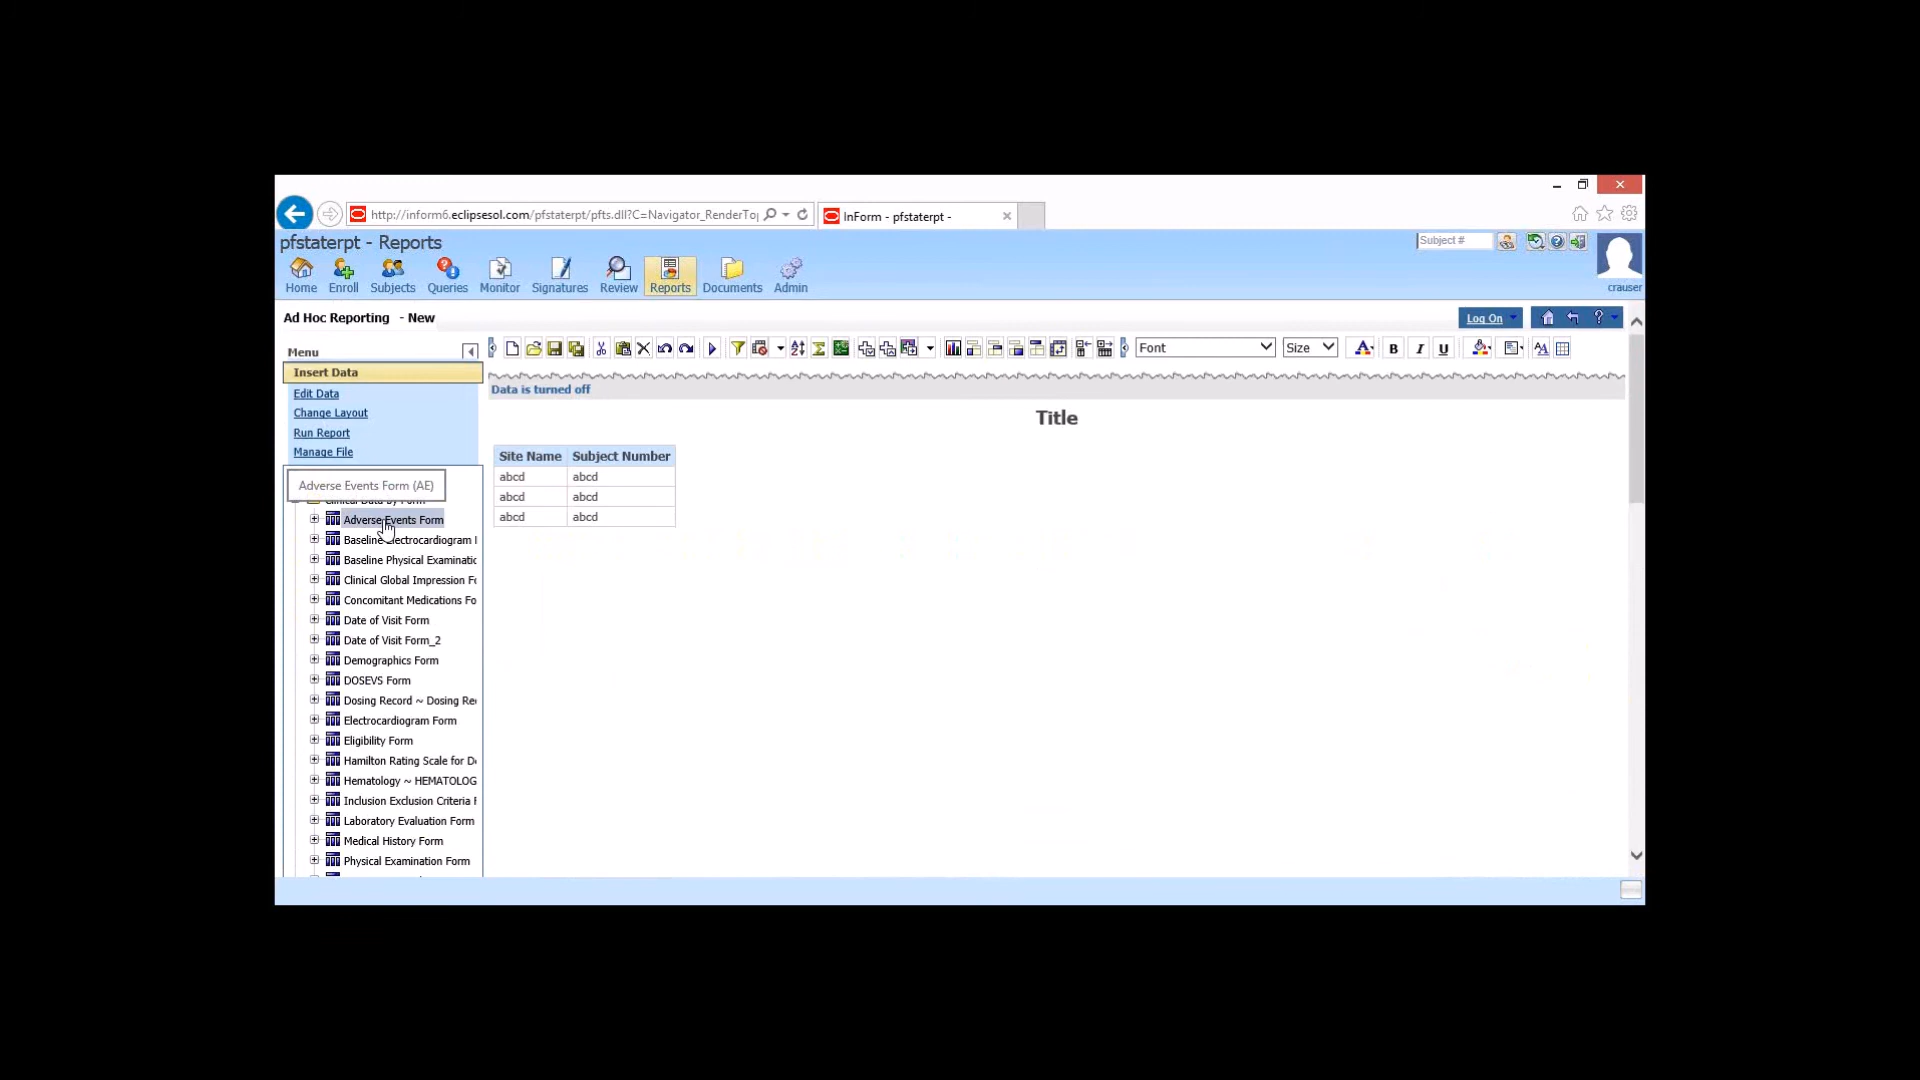 http://inform6.eclipsesol.com/pfstaterpt/pfts.dll?C=Navigator_RenderTo
InForm - pfstaterpt -
pfstaterpt - Reports
Subject #
Home
Enroll
Subjects
Queries
Monitor
Signatures
Review
Reports
Documents
Admin
crauser
Ad Hoc Reporting - New
Log On
Menu
Font
Size
Insert Data
Edit Data
Change Layout
Run Report
Manage File
Data is turned off
Title
Site Name Subject Number
abcd abcd
abcd abcd
abcd abcd
Adverse Events Form (AE)
Adverse Events Form
Baseline Electrocardiogram
Baseline Physical Examinatio
Clinical Global Impression Fo
Concomitant Medications Fo
Date of Visit Form
Date of Visit Form_2
Demographics Form
DOSEVS Form
Dosing Record ~ Dosing Re
Electrocardiogram Form
Eligibility Form
Hamilton Rating Scale for D
Hematology ~ HEMATOLOG
Inclusion Exclusion Criteria
Laboratory Evaluation Form
Medical History Form
Physical Examination Form